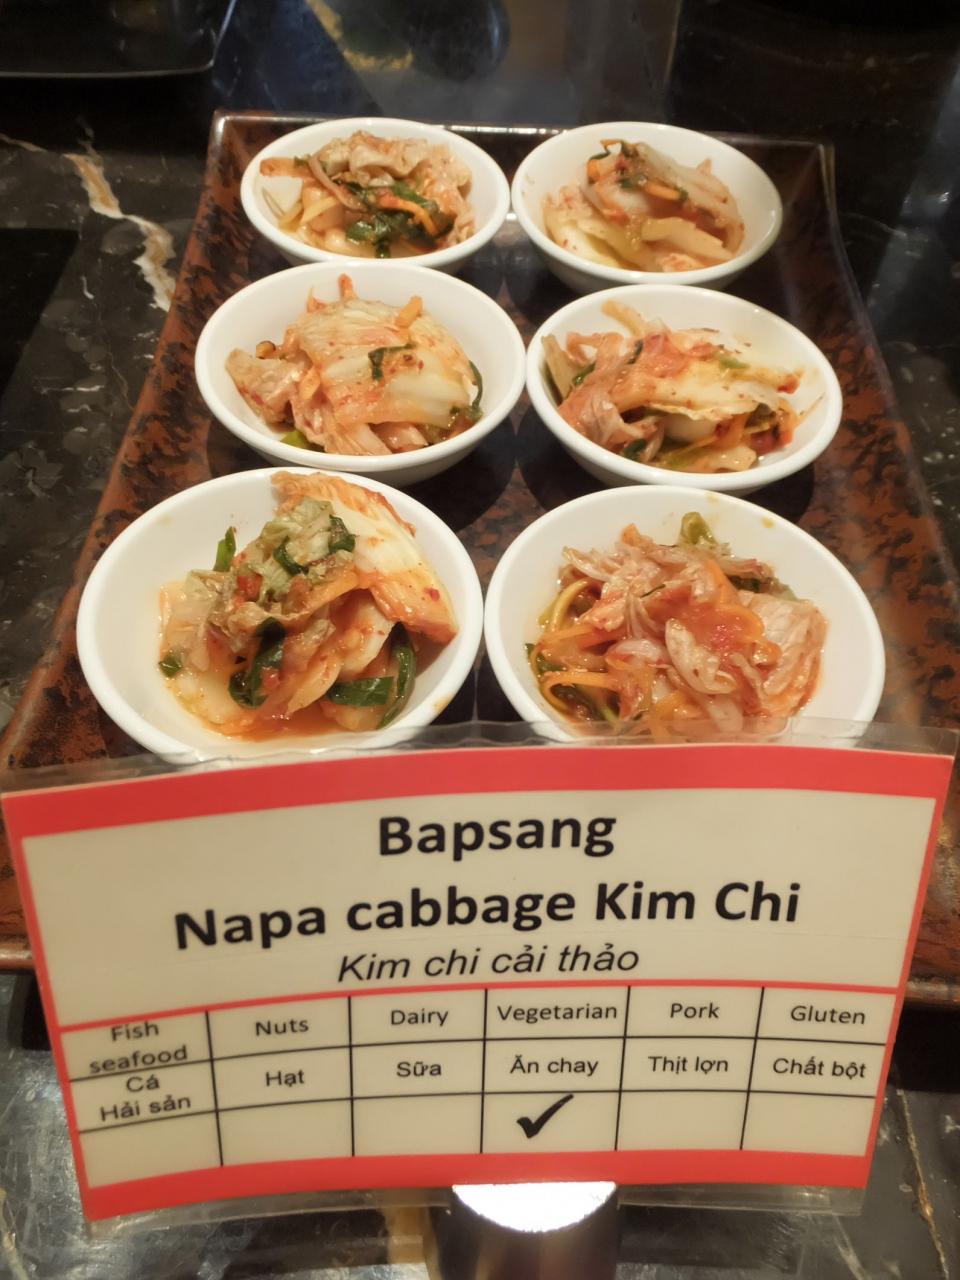 Bapsang
Napa cabbage Kim Chi
Kim chi cải thảo
Fish seafood Nuts Dairy Vegetarian Pork Gluten
Cá Hải sản Hạt Sữa Ăn chay Thịt lợn Chất bột
✓